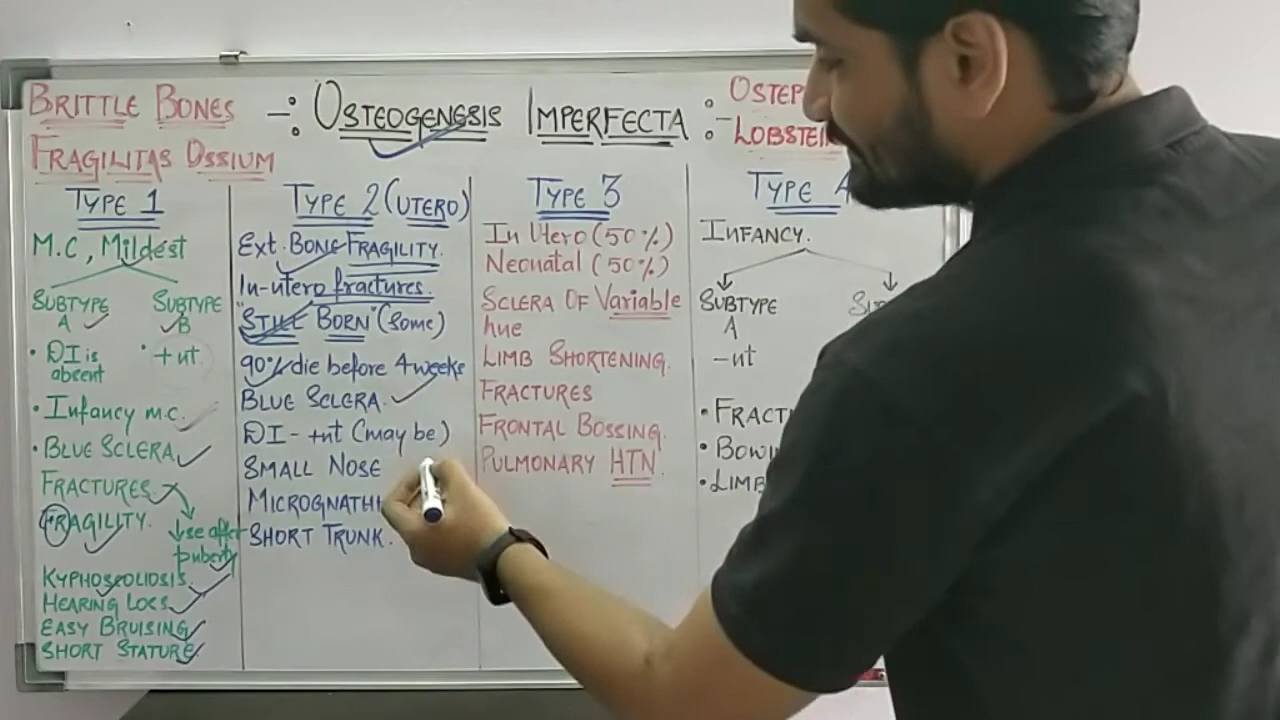 BRITTLE BONES
FRAGILITAS OSSIUM
-: OSTEOGENESIS IMPERFECTA :-
LOBSTEIN
TYPE 1
M.C, Mildest
SUBTYPE A
SUBTYPE B
• DI is absent
• +nt.
• Infancy m.c.
• BLUE SCLERA
FRACTURES
FRAGILITY.
↓se after puberty
KYPHOSCOLIOSIS.
HEARING LOSS
EASY BRUISING
SHORT STATURE
TYPE 2 (UTERO)
Ext. BONE FRAGILITY.
In-utero fractures.
"STILL BORN" (Some)
90% die before 4 weeks
BLUE SCLERA.
DI - +nt (may be)
SMALL NOSE
MICROGNATHI
SHORT TRUNK.
TYPE 3
In Utero (50%)
Neonatal (50%)
SCLERA OF Variable
hue
LIMB SHORTENING.
FRACTURES
FRONTAL BOSSING.
PULMONARY HTN.
TYPE 4
INFANCY.
SUBTYPE
A
-nt
• FRACT
• BOWI
• LIMB